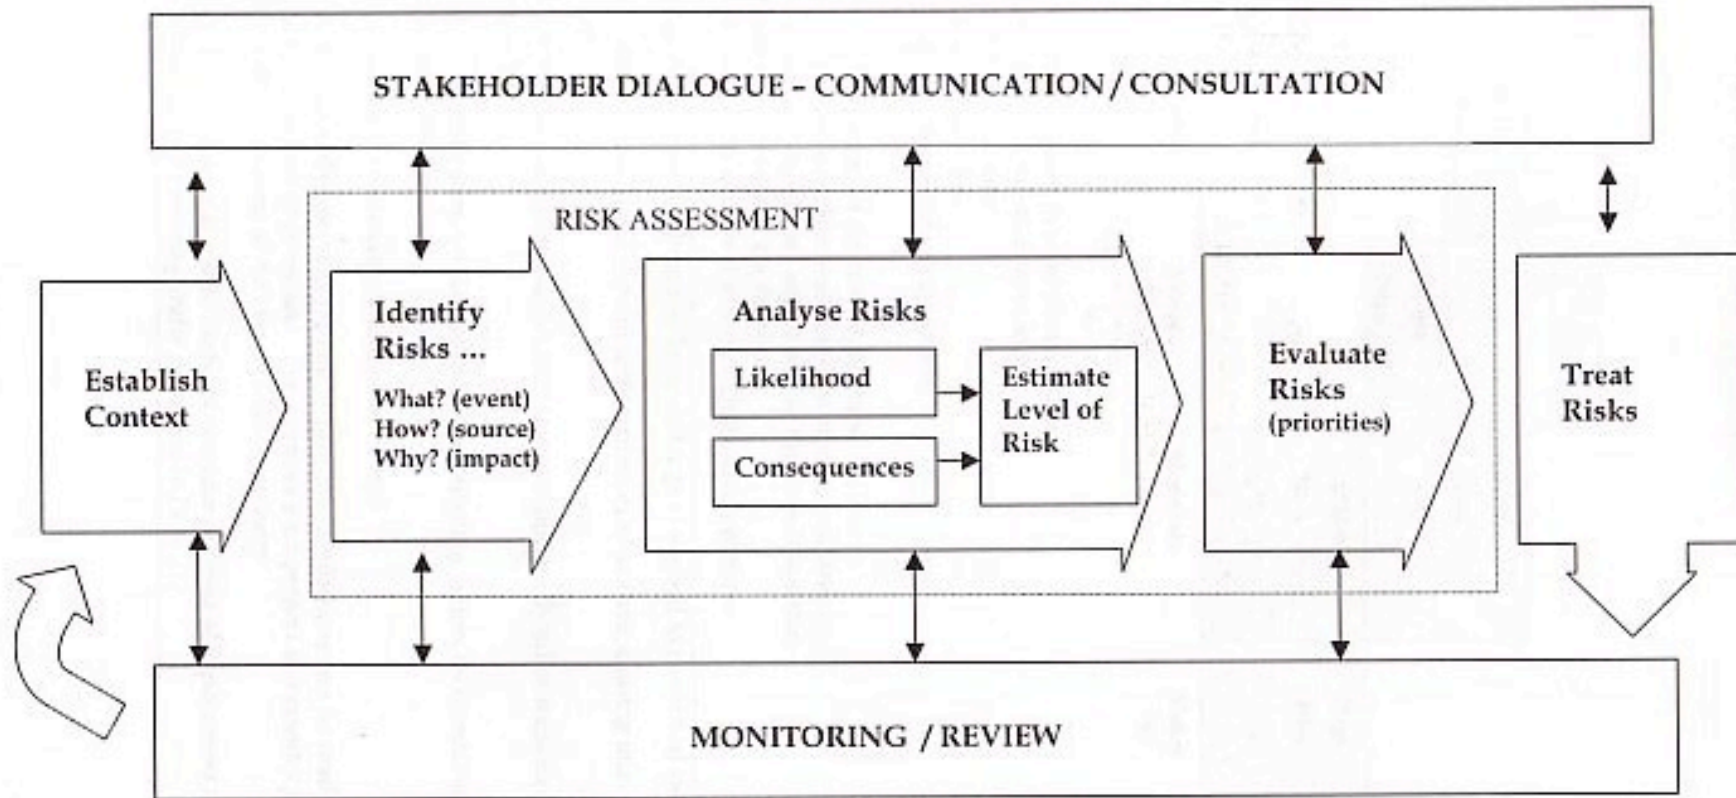 STAKEHOLDER DIALOGUE – COMMUNICATION / CONSULTATION
RISK ASSESSMENT
Establish
Context
Identify
Risks ...
What? (event)
How? (source)
Why? (impact)
Analyse Risks
Likelihood
Consequences
Estimate
Level of
Risk
Evaluate
Risks
(priorities)
Treat
Risks
MONITORING / REVIEW